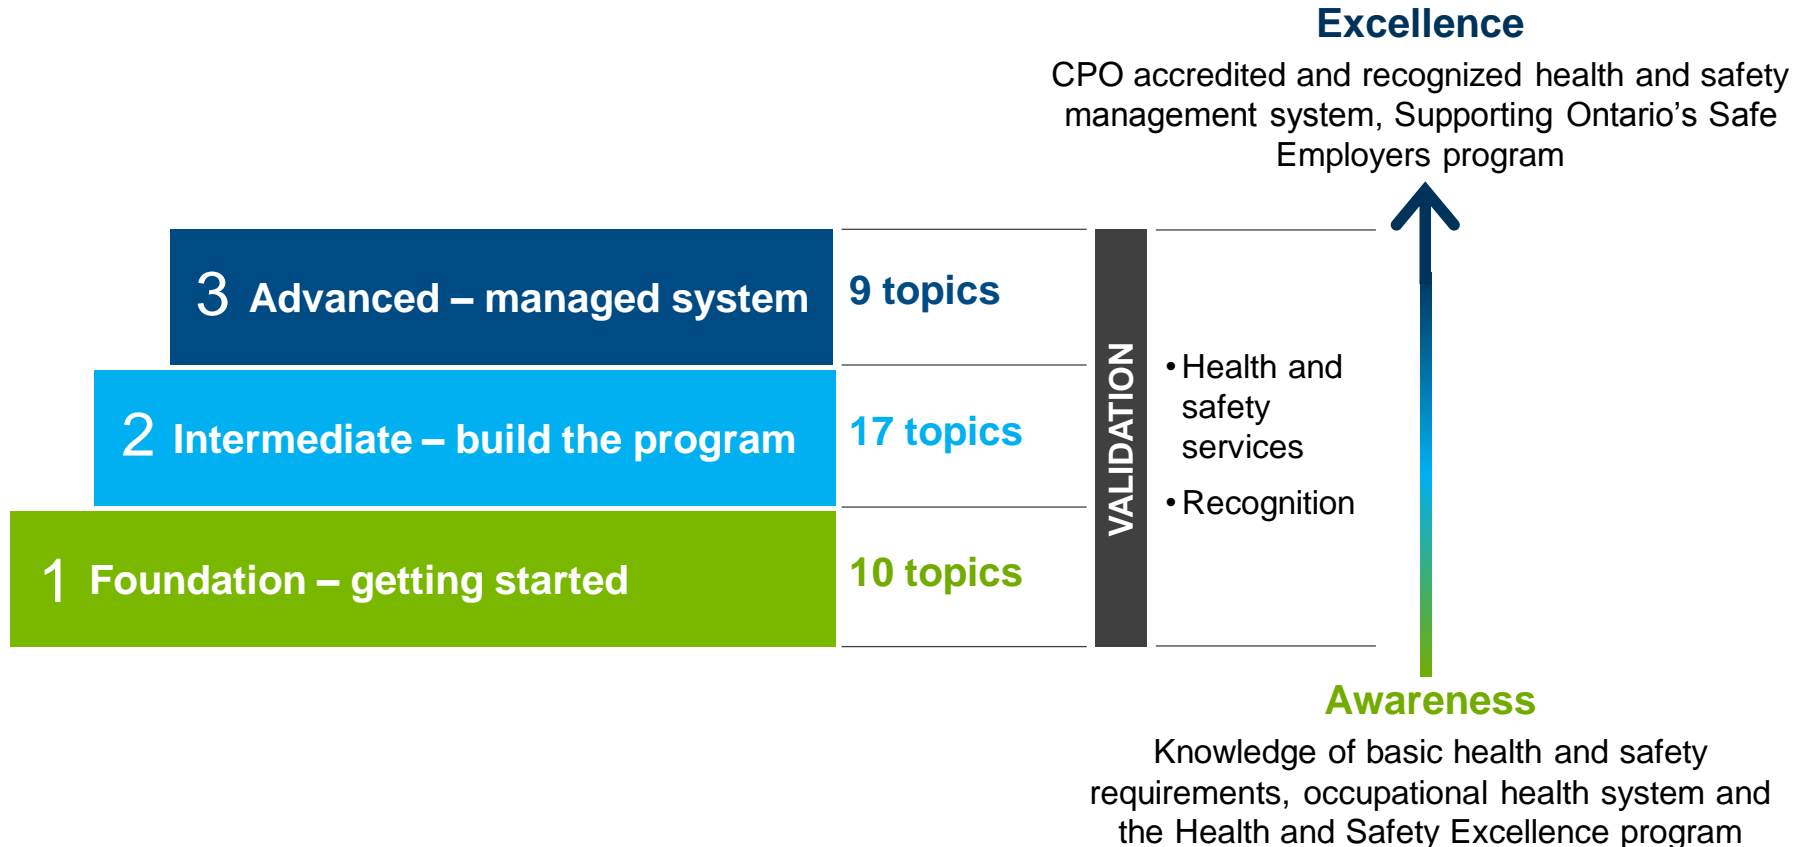 Excellence
CPO accredited and recognized health and safety
management system, Supporting Ontario’s Safe
Employers program
3 Advanced – managed system
9 topics
2 Intermediate – build the program
17 topics
1 Foundation – getting started
10 topics
VALIDATION
• Health and
safety
services
• Recognition
Awareness
Knowledge of basic health and safety
requirements, occupational health system and
the Health and Safety Excellence program